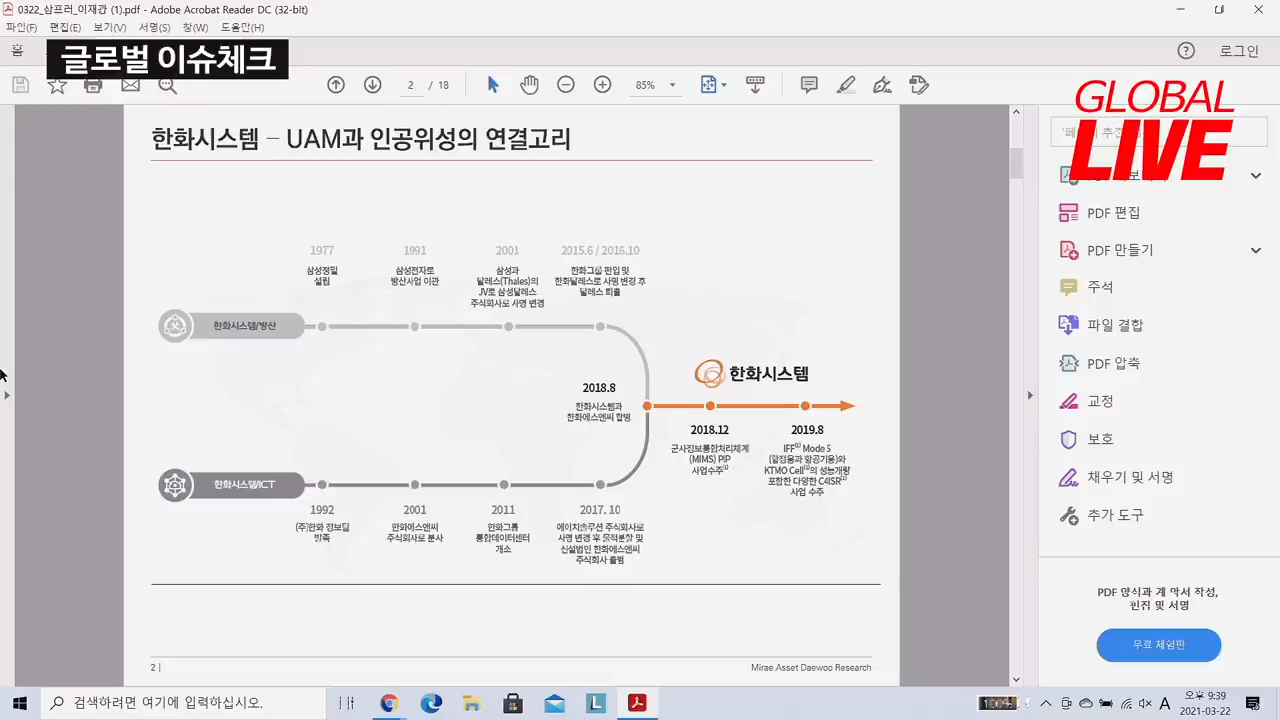 0322_삼프러_이재광 (1).pdf - Adobe Acrobat Reader DC (32-bit)
파일(F) 편집(E) 보기(V) 서명(S) 창(W) 도움말(H)
홈
글로벌 이슈체크
로그인
2 / 18
85%
GLOBAL
LIVE
한화시스템 – UAM과 인공위성의 연결고리
1977
삼성정밀
설립
1991
삼성전자로
방산사업 이관
2001
삼성과
탈레스(Thales)의
JV로 삼성탈레스
주식회사로 사명 변경
2015.6 / 2016.10
한화그룹 편입 및
한화탈레스로 사명 변경 후
탈레스 퇴출
한화시스템/방산
2018.8
한화시스템과
한화에스앤씨 합병
한화시스템
2018.12
군사정보통합처리체계
(MIMS) PIP
사업수주(1)
2019.8
IFF(2) Mode 5
(함정용과 항공기용)와
KTMO Cell(3)의 성능개량
포함한 다양한 C4ISR
사업 수주
한화시스템/ICT
1992
(주)한화 정보팀
발족
2001
한화에스앤씨
주식회사로 분사
2011
한화그룹
통합데이터센터
개소
2017. 10
에이치솔루션 주식회사로
사명 변경 후 물적분할 및
신설법인 한화에스앤씨
주식회사 출범
2 |
Mirae Asset Daewoo Research
PDF 편집
PDF 만들기
주석
파일 결합
PDF 압축
교정
보호
채우기 및 서명
추가 도구
PDF 양식과 계약서 작성,
편집 및 서명
무료 체험판
검색하려면 여기에 입력하십시오.
A
오후 9:39
2021-03-22